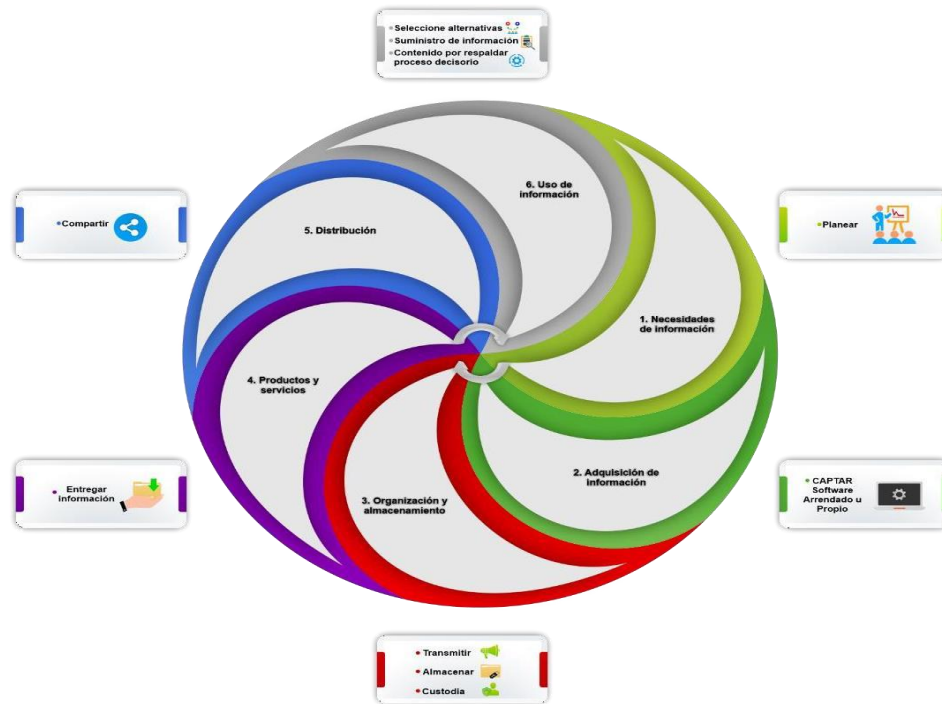 •Seleccione alternativas
•Suministro de información
•Contenido por respaldar
proceso decisorio
6. Uso de
información
•Compartir
5. Distribución
•Planear
1. Necesidades
de información
4. Productos y
servicios
2. Adquisición de
información
3. Organización y
almacenamiento
• Entregar
información
• CAPTAR
Software
Arrendado u
Propio
• Transmitir
• Almacenar
• Custodia